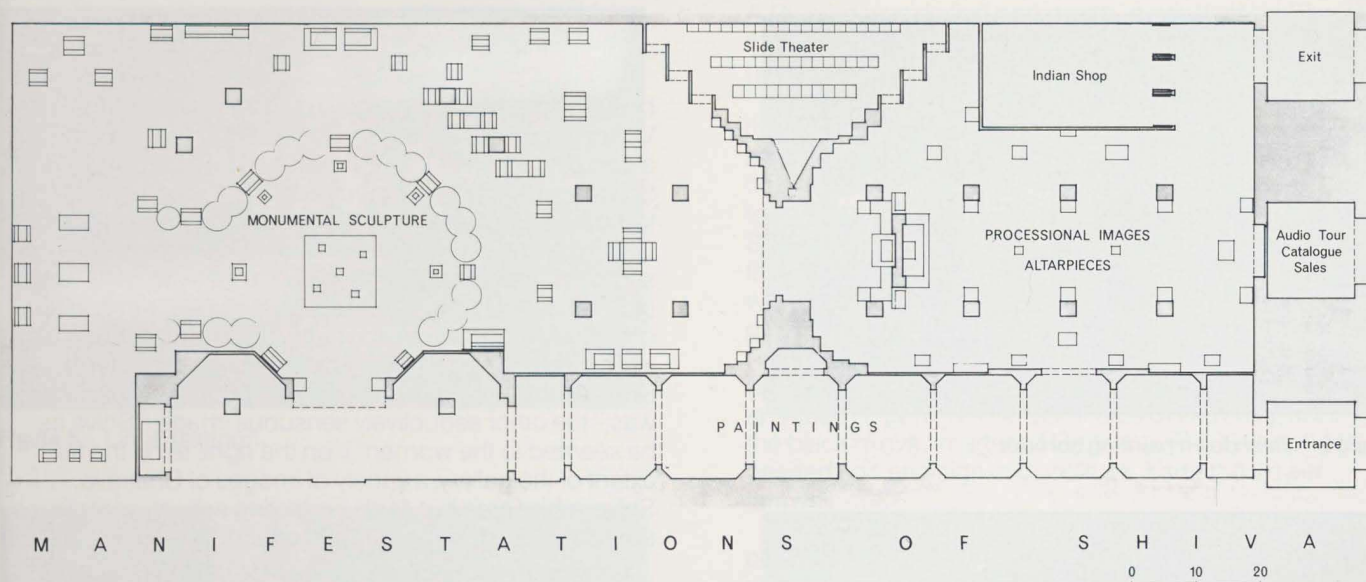 Slide Theater
Indian Shop
Exit
MONUMENTAL SCULPTURE
PROCESSIONAL IMAGES
ALTARPIECES
Audio Tour
Catalogue
Sales
PAINTINGS
Entrance
MANIFESTATIONS OF SHIVA
0 10 20